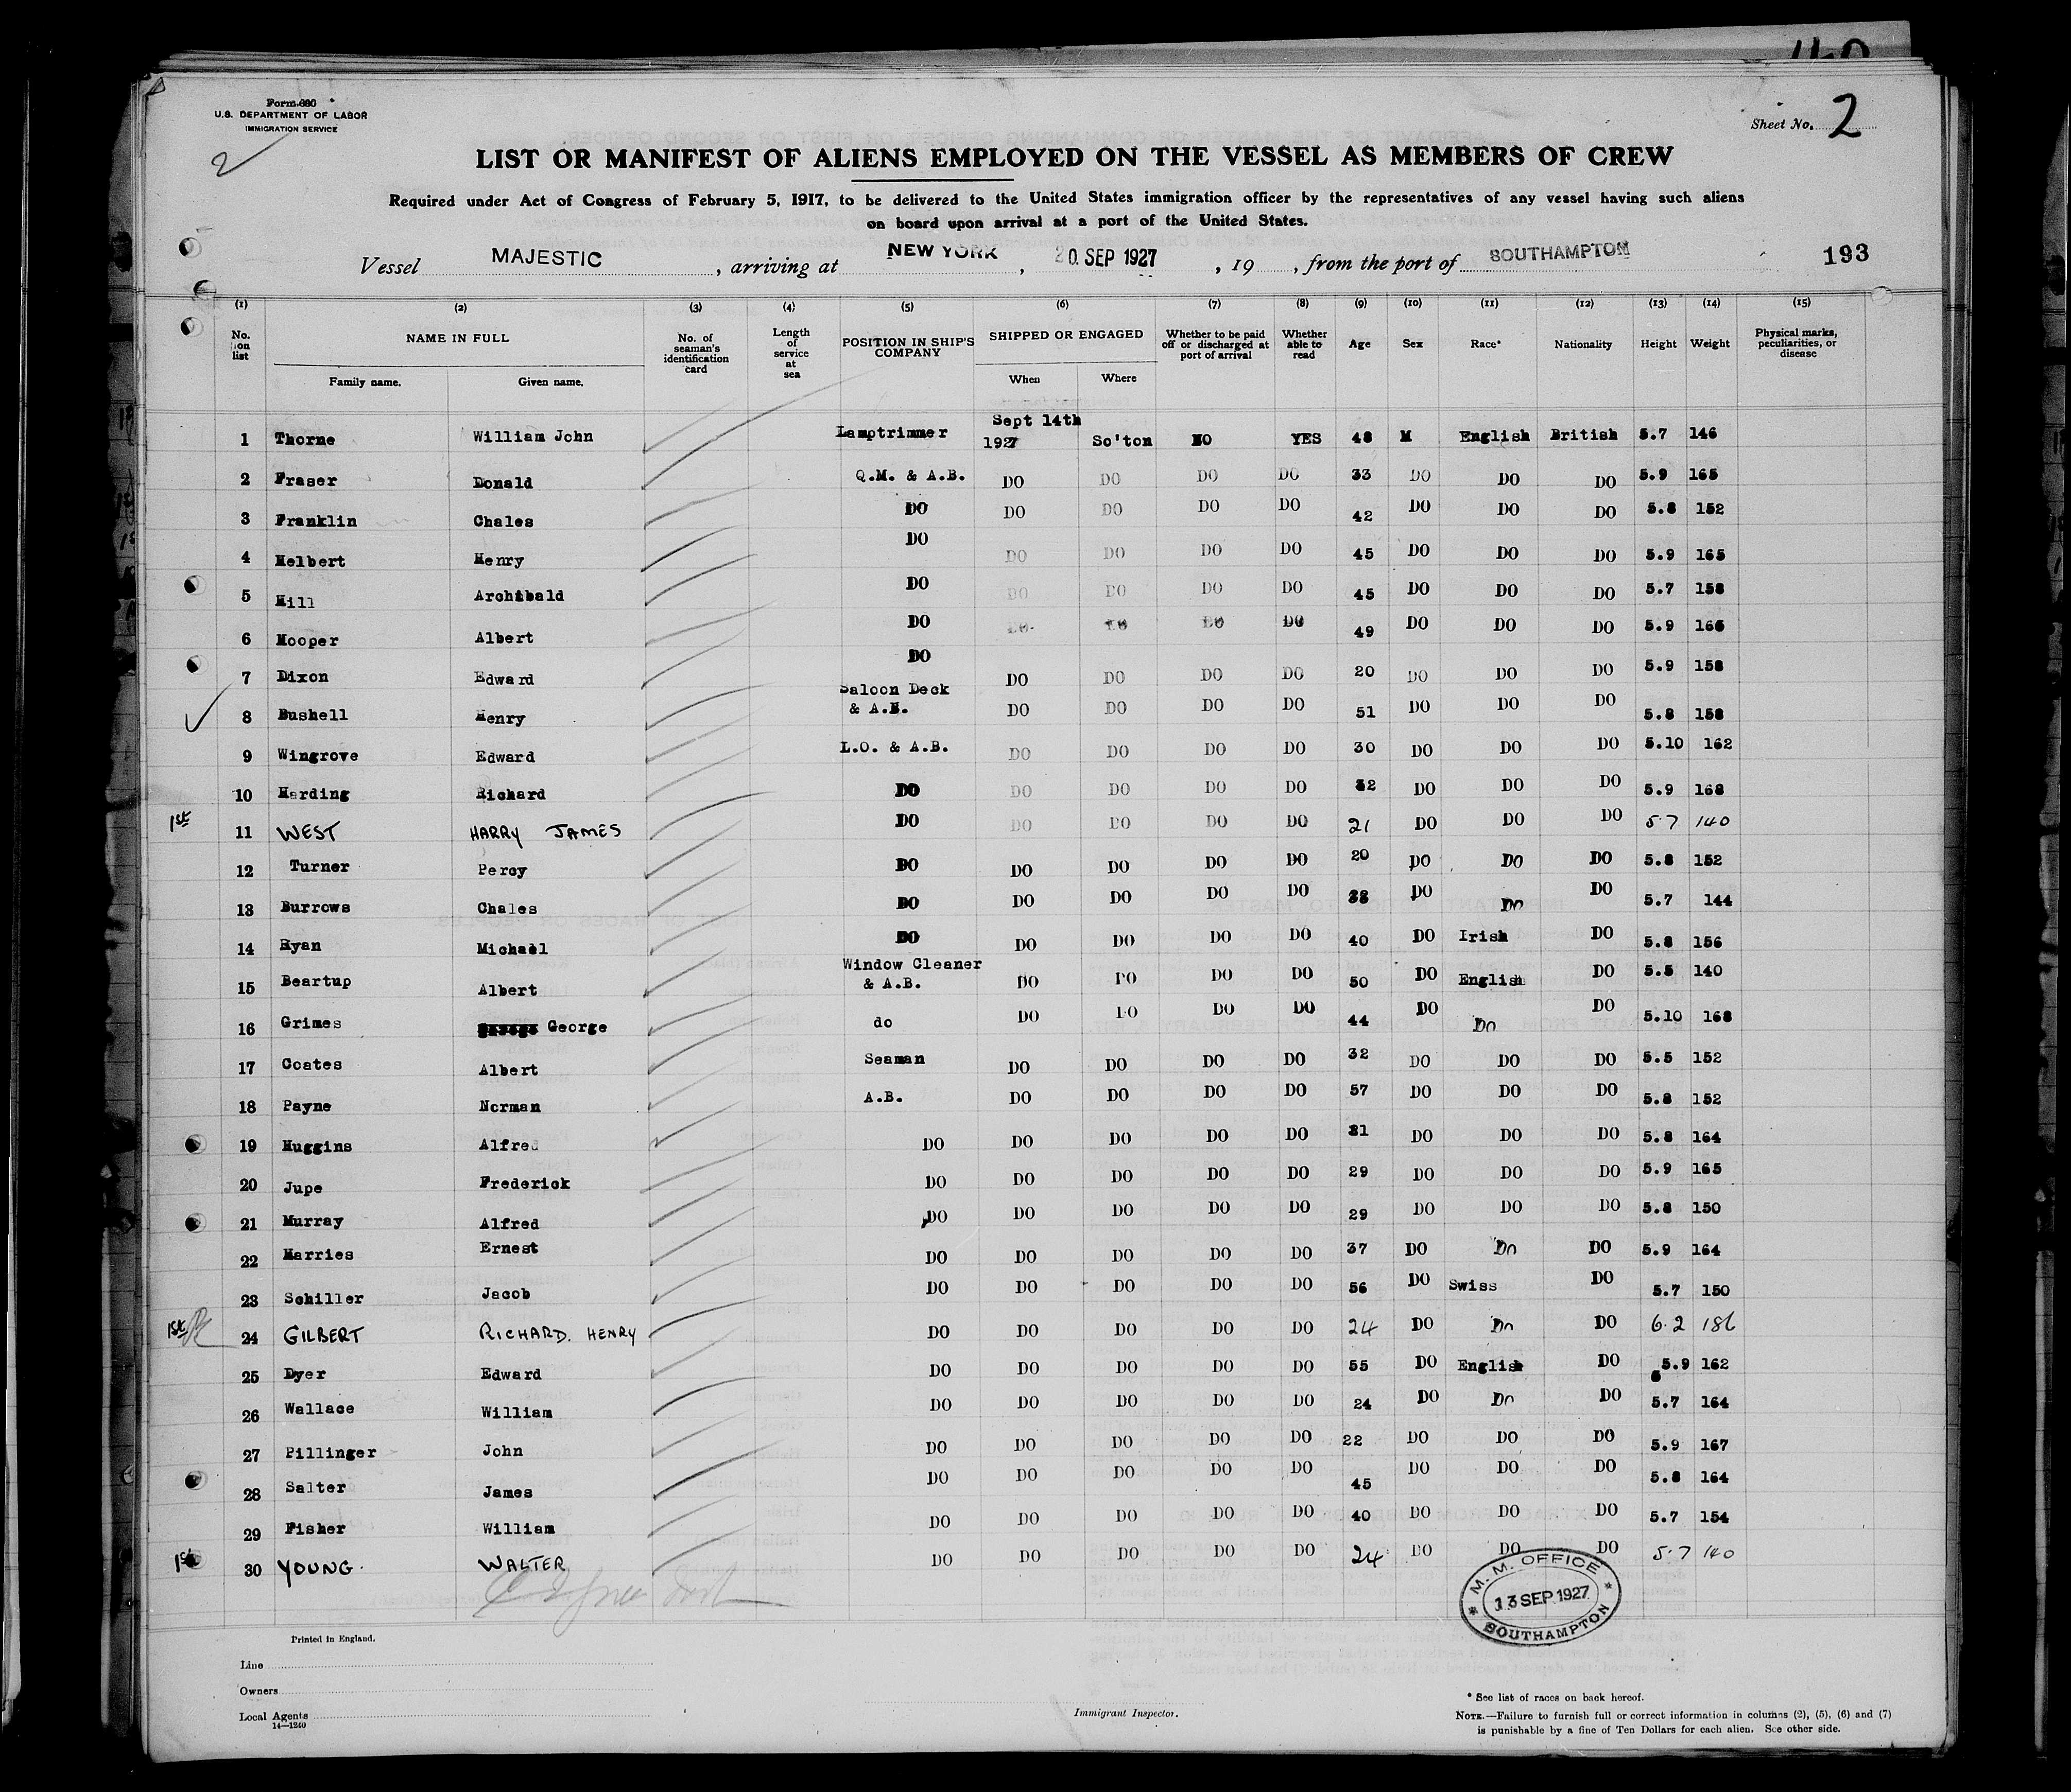 Form 680
U.S. DEPARTMENT OF LABOR
IMMIGRATION SERVICE
2
Sheet No. 2
LIST OR MANIFEST OF ALIENS EMPLOYED ON THE VESSEL AS MEMBERS OF CREW
Required under Act of Congress of February 5, 1917, to be delivered to the United States immigration officer by the representatives of any vessel having such aliens
on board upon arrival at a port of the United States.
Vessel MAJESTIC, arriving at NEW YORK, 20 SEP 1927, 19 , from the port of SOUTHAMPTON 193
(1) (2) (3) (4) (5) (6) (7) (8) (9) (10) (11) (12) (13) (14) (15)
No. on list NAME IN FULL Family name. Given name. No. of seaman's identification card Length of service at sea POSITION IN SHIP'S COMPANY SHIPPED OR ENGAGED When Where Whether to be paid off or discharged at port of arrival Whether able to read Age Sex Race* Nationality Height Weight Physical marks, peculiarities, or disease
1 Thorne William John Lamptrimmer Sept 14th 1927 So'ton NO YES 48 M English British 5.7 146
2 Fraser Donald Q.M. & A.B. DO DO DO DO 33 DO DO DO 5.9 165
3 Franklin Chales DO DO DO DO DO 42 DO DO DO 5.8 152
4 Helbert Henry DO DO DO DO DO 45 DO DO DO 5.9 165
5 Hill Archibald DO DO DO DO DO 45 DO DO DO 5.7 158
6 Hooper Albert DO DO DO DO DO 49 DO DO DO 5.9 166
7 Dixon Edward DO DO DO DO DO 20 DO DO DO 5.9 158
8 Bushell Henry Saloon Deck & A.B. DO DO DO DO 51 DO DO DO 5.8 158
9 Wingrove Edward L.O. & A.B. DO DO DO DO 30 DO DO DO 5.10 162
10 Harding Richard DO DO DO DO DO 32 DO DO DO 5.9 168
1st 11 WEST HARRY JAMES DO DO DO DO DO 21 DO DO DO 5.7 140
12 Turner Percy DO DO DO DO DO 20 DO DO DO 5.8 152
13 Burrows Chales DO DO DO DO DO 38 DO DO DO 5.7 144
14 Ryan Michael DO DO DO DO DO 40 DO Irish DO 5.8 156
15 Beartup Albert Window Cleaner & A.B. DO DO DO DO 50 DO English DO 5.5 140
16 Grimes George do DO DO DO DO 44 DO Do DO 5.10 168
17 Coates Albert Seaman DO DO DO DO 32 DO DO DO 5.5 152
18 Payne Norman A.B. DO DO DO DO 57 DO DO DO 5.8 152
19 Huggins Alfred DO DO DO DO DO 31 DO DO DO 5.8 164
20 Jupe Frederick DO DO DO DO DO 29 DO DO DO 5.9 165
21 Murray Alfred DO DO DO DO DO 29 DO DO DO 5.8 150
22 Harries Ernest DO DO DO DO DO 37 DO Do DO 5.9 164
23 Schiller Jacob DO DO DO DO DO 56 DO Swiss DO 5.7 150
1st 24 GILBERT RICHARD. HENRY DO DO DO DO DO 24 DO Do DO 6.2 186
25 Dyer Edward DO DO DO DO DO 55 DO English DO 5.9 162
26 Wallace William DO DO DO DO DO 24 DO Do DO 5.7 164
27 Pillinger John DO DO DO DO DO 22 DO DO DO 5.9 167
28 Salter James DO DO DO DO DO 45 DO DO DO 5.8 164
29 Fisher William DO DO DO DO DO 40 DO DO DO 5.7 154
1st 30 YOUNG. WALTER DO DO DO DO DO 24 DO DO DO 5.7 140
M. M. OFFICE
13 SEP 1927
SOUTHAMPTON
Printed in England.
Line
Owners
Local Agents
14—1240
Immigrant Inspector.
* See list of races on back hereof.
NOTE.—Failure to furnish full or correct information in columns (2), (5), (6) and (7)
is punishable by a fine of Ten Dollars for each alien. See other side.